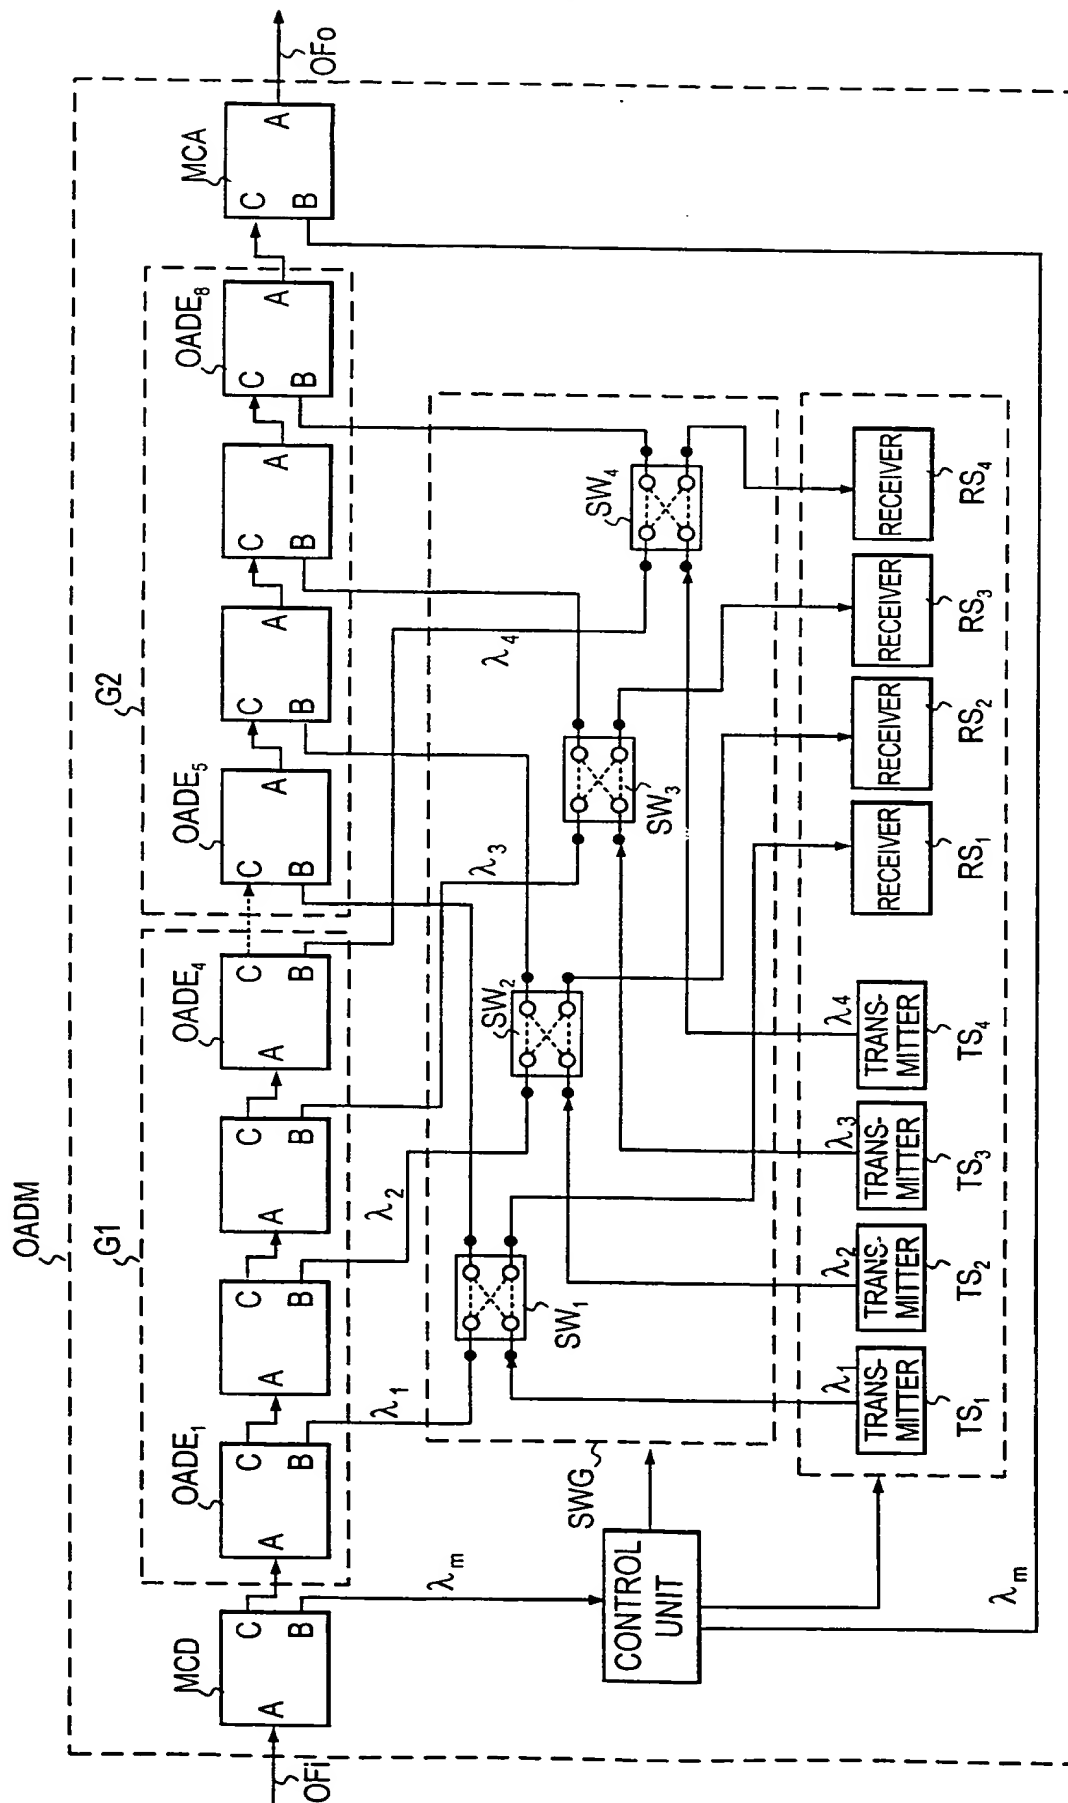 OADM
G1
G2
MCD
OADE1
OADE4
OADE5
OADE8
MCA
A
C
B
A
C
B
A
C
B
A
C
B
A
C
B
C
B
A
C
B
A
C
B
A
C
B
A
C
B
A
OFi
OFo
λm
λ1
λ2
λ3
λ4
SW1
SW2
SW3
SW4
SWG
CONTROL
UNIT
λm
λ1
λ2
λ3
λ4
TRANS-
MITTER
TRANS-
MITTER
TRANS-
MITTER
TRANS-
MITTER
RECEIVER
RECEIVER
RECEIVER
RECEIVER
TS1
TS2
TS3
TS4
RS1
RS2
RS3
RS4